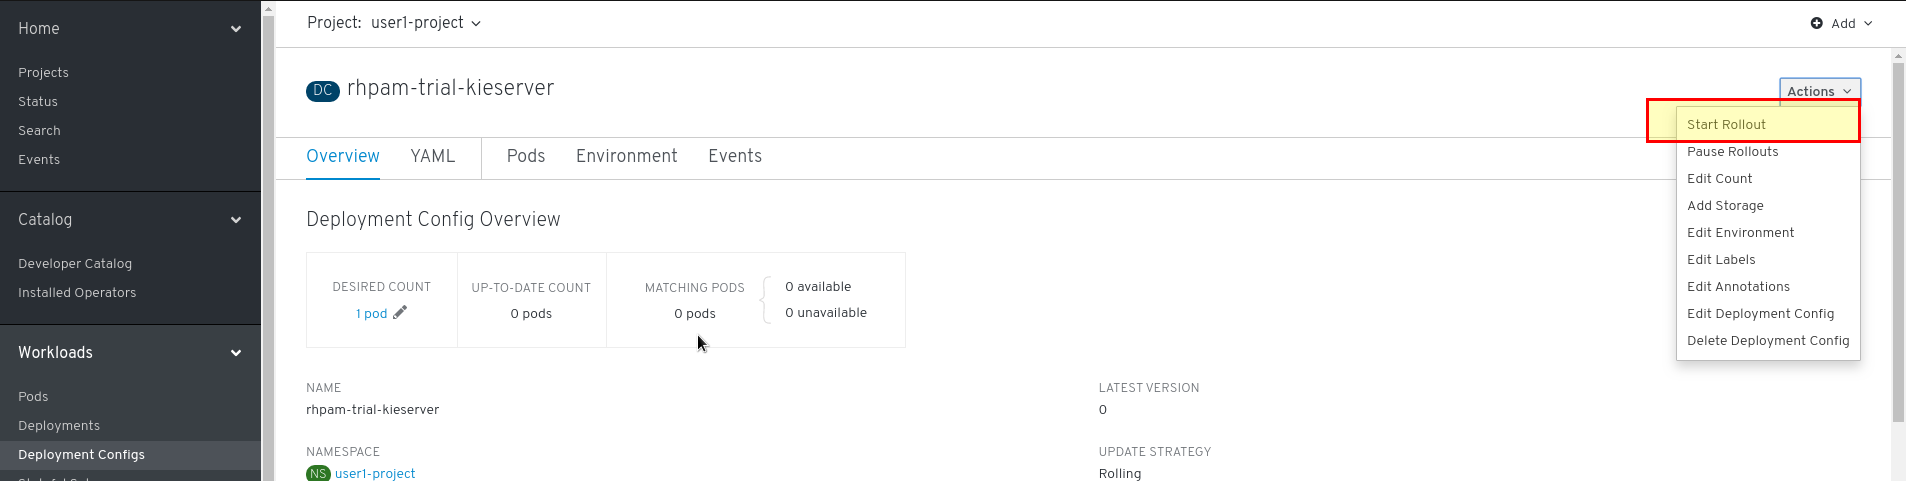 Home
Projects
Status
Search
Events
Catalog
Developer Catalog
Installed Operators
Workloads
Pods
Deployments
Deployment Configs
Project: user1-project
Add
DC rhpam-trial-kieserver
Actions
Start Rollout
Pause Rollouts
Edit Count
Add Storage
Edit Environment
Edit Labels
Edit Annotations
Edit Deployment Config
Delete Deployment Config
Overview YAML Pods Environment Events
Deployment Config Overview
DESIRED COUNT
1 pod
UP-TO-DATE COUNT
0 pods
MATCHING PODS
0 pods
0 available
0 unavailable
NAME
rhpam-trial-kieserver
NAMESPACE
NS user1-project
LATEST VERSION
0
UPDATE STRATEGY
Rolling